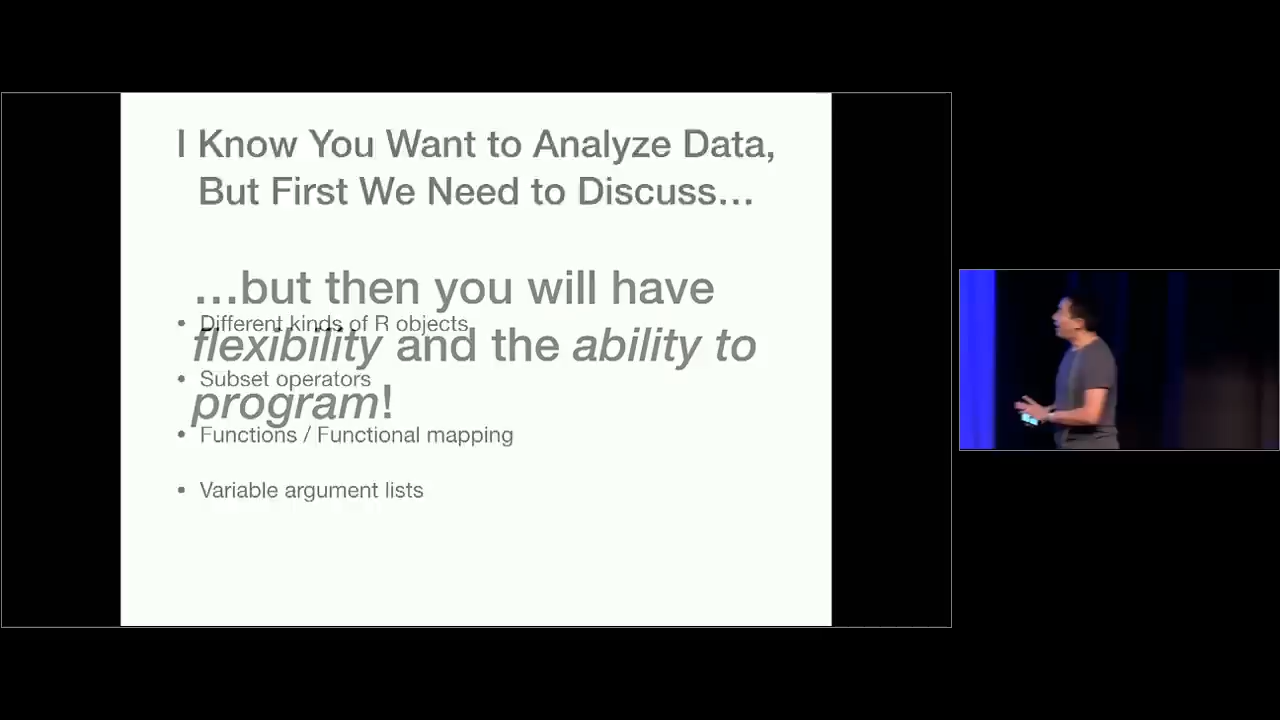 I Know You Want to Analyze Data,
But First We Need to Discuss…
…but then you will have
• Different kinds of R objects
flexibility and the ability to
• Subset operators
program!
• Functions / Functional mapping
• Variable argument lists